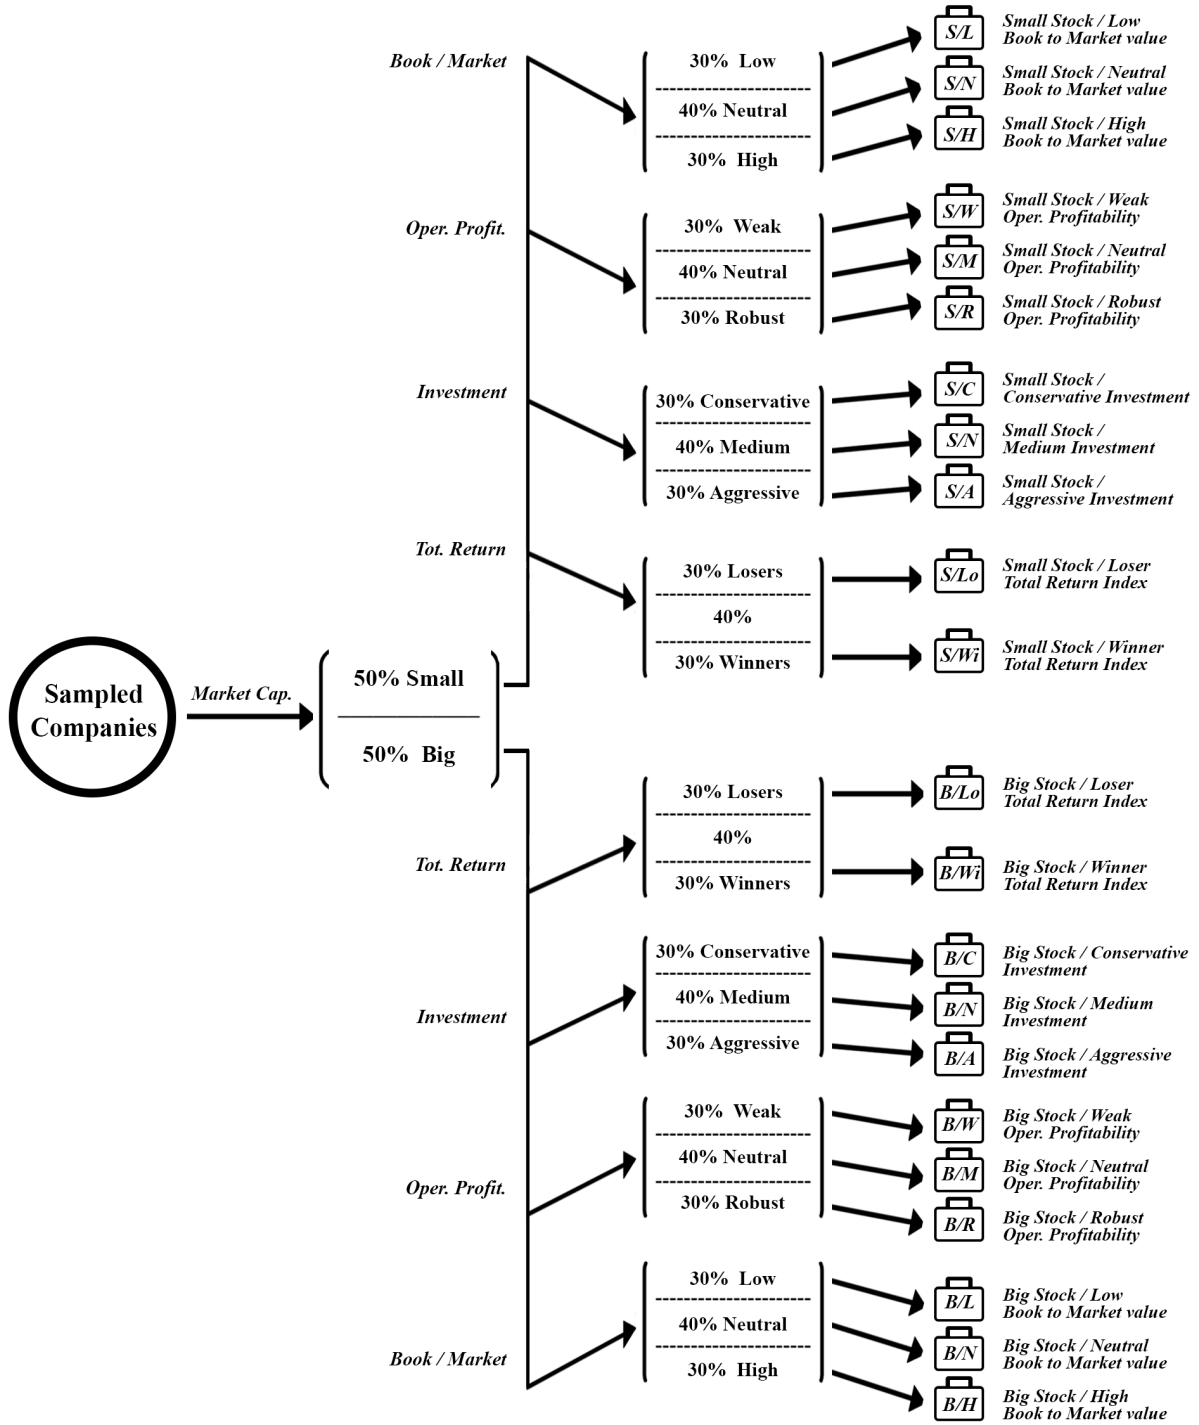 Book / Market
30% Low
40% Neutral
30% High
S/L
Small Stock / Low
Book to Market value
S/N
Small Stock / Neutral
Book to Market value
S/H
Small Stock / High
Book to Market value
Oper. Profit.
30% Weak
40% Neutral
30% Robust
S/W
Small Stock / Weak
Oper. Profitability
S/M
Small Stock / Neutral
Oper. Profitability
S/R
Small Stock / Robust
Oper. Profitability
Investment
30% Conservative
40% Medium
30% Aggressive
S/C
Small Stock /
Conservative Investment
S/N
Small Stock /
Medium Investment
S/A
Small Stock /
Aggressive Investment
Tot. Return
30% Losers
40%
30% Winners
S/Lo
Small Stock / Loser
Total Return Index
S/Wi
Small Stock / Winner
Total Return Index
Sampled
Companies
Market Cap.
50% Small
50% Big
Tot. Return
30% Losers
40%
30% Winners
B/Lo
Big Stock / Loser
Total Return Index
B/Wi
Big Stock / Winner
Total Return Index
Investment
30% Conservative
40% Medium
30% Aggressive
B/C
Big Stock / Conservative
Investment
B/N
Big Stock / Medium
Investment
B/A
Big Stock / Aggressive
Investment
Oper. Profit.
30% Weak
40% Neutral
30% Robust
B/W
Big Stock / Weak
Oper. Profitability
B/M
Big Stock / Neutral
Oper. Profitability
B/R
Big Stock / Robust
Oper. Profitability
Book / Market
30% Low
40% Neutral
30% High
B/L
Big Stock / Low
Book to Market value
B/N
Big Stock / Neutral
Book to Market value
B/H
Big Stock / High
Book to Market value